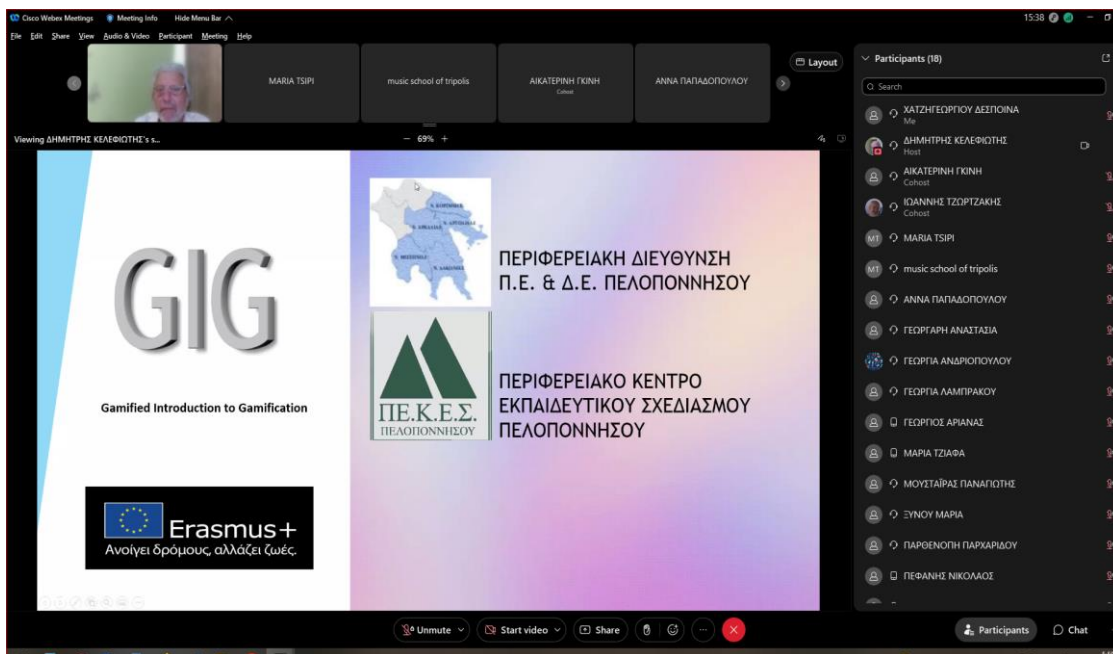 Cisco Webex Meetings Meeting Info Hide Menu Bar
15:38
File Edit Share View Audio & Video Participant Meeting Help
MARIA TSIPI
music school of tripolis
ΑΙΚΑΤΕΡΙΝΗ ΓΚΙΝΗ
Cohost
ΑΝΝΑ ΠΑΠΑΔΟΠΟΥΛΟΥ
Layout
Viewing ΔΗΜΗΤΡΗΣ ΚΕΛΕΦΙΩΤΗΣ's s...
69%
GIG
Gamified Introduction to Gamification
Erasmus+
Ανοίγει δρόμους, αλλάζει ζωές.
ΠΕΡΙΦΕΡΕΙΑΚΗ ΔΙΕΥΘΥΝΣΗ
Π.Ε. & Δ.Ε. ΠΕΛΟΠΟΝΝΗΣΟΥ
ΠΕ.Κ.Ε.Σ.
ΠΕΛΟΠΟΝΝΗΣΟΥ
ΠΕΡΙΦΕΡΕΙΑΚΟ ΚΕΝΤΡΟ
ΕΚΠΑΙΔΕΥΤΙΚΟΥ ΣΧΕΔΙΑΣΜΟΥ
ΠΕΛΟΠΟΝΝΗΣΟΥ
Participants (18)
Search
ΧΑΤΖΗΓΕΩΡΓΙΟΥ ΔΕΣΠΟΙΝΑ
Me
ΔΗΜΗΤΡΗΣ ΚΕΛΕΦΙΩΤΗΣ
Host
ΑΙΚΑΤΕΡΙΝΗ ΓΚΙΝΗ
Cohost
ΙΩΑΝΝΗΣ ΤΖΩΡΤΖΑΚΗΣ
Cohost
MT MARIA TSIPI
MT music school of tripolis
ΑΝΝΑ ΠΑΠΑΔΟΠΟΥΛΟΥ
ΓΕΩΡΓΑΡΗ ΑΝΑΣΤΑΣΙΑ
ΓΕΩΡΓΙΑ ΑΝΔΡΙΟΠΟΥΛΟΥ
ΓΕΩΡΓΙΑ ΛΑΜΠΡΑΚΟΥ
ΓΕΩΡΓΙΟΣ ΑΡΙΑΝΑΣ
ΜΑΡΙΑ ΤΖΙΑΦΑ
ΜΟΥΣΤΑΪΡΑΣ ΠΑΝΑΓΙΩΤΗΣ
ΞΥΝΟΥ ΜΑΡΙΑ
ΠΑΡΘΕΝΟΠΗ ΠΑΡΧΑΡΙΔΟΥ
ΠΕΦΑΝΗΣ ΝΙΚΟΛΑΟΣ
Unmute Start video Share
Participants Chat